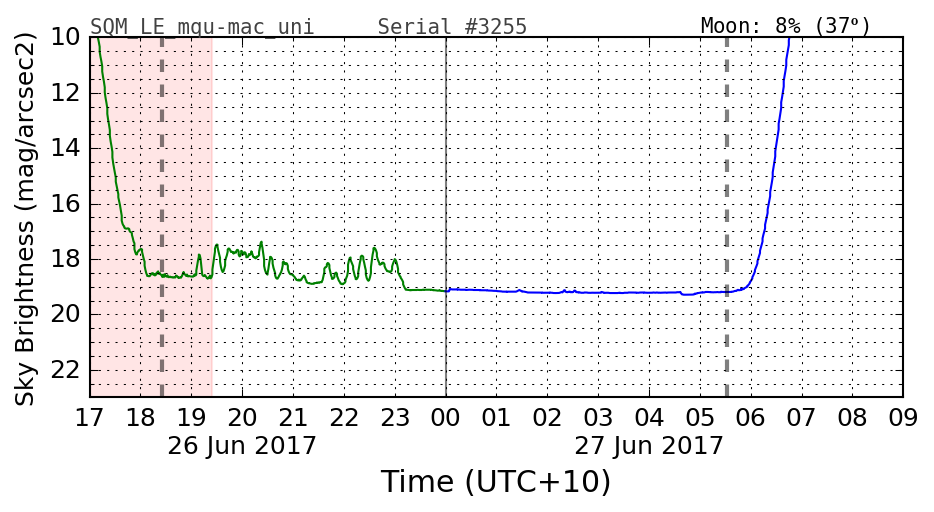 SQM_LE_mqu-mac_uni Serial #3255 Moon: 8% (37°)
Sky Brightness (mag/arcsec2)
10
12
14
16
18
20
22
17 18 19 20 21 22 23 00 01 02 03 04 05 06 07 08 09
26 Jun 2017 27 Jun 2017
Time (UTC+10)